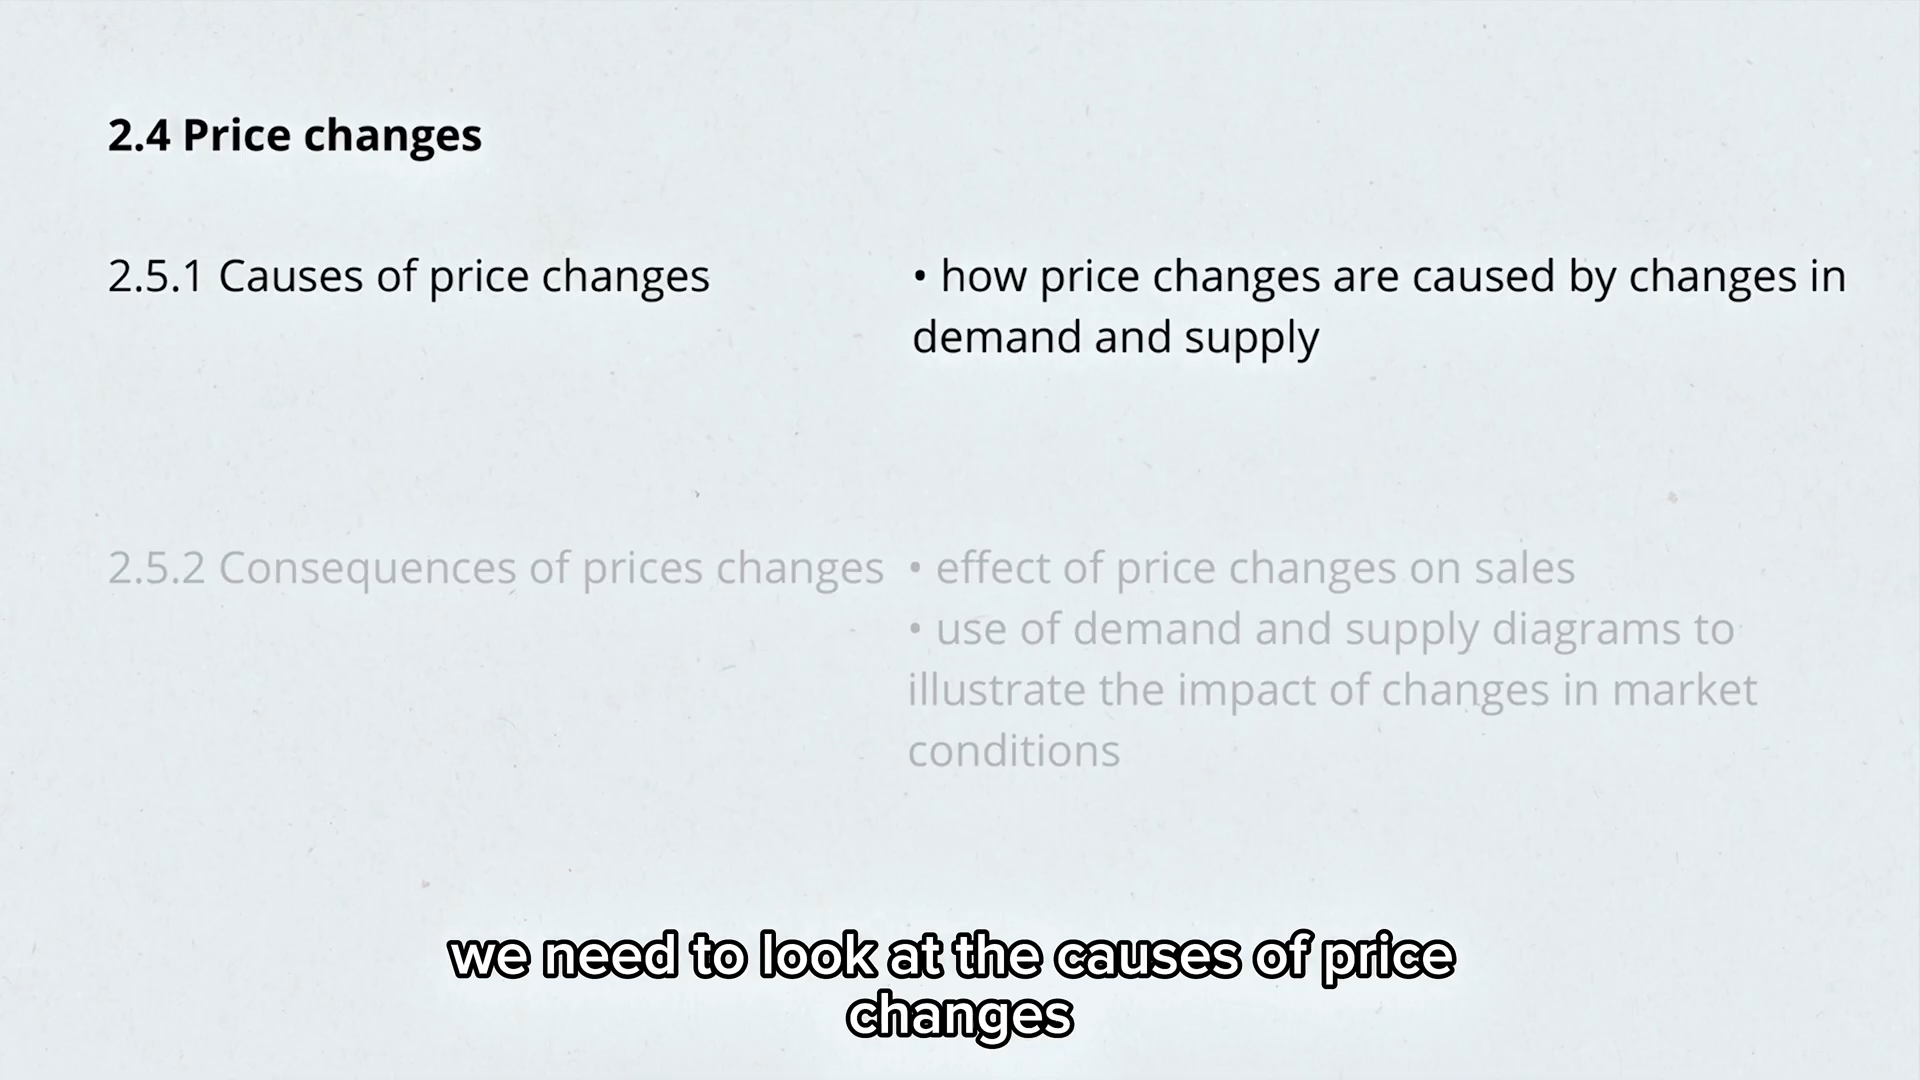 2.4 Price changes
2.5.1 Causes of price changes
• how price changes are caused by changes in
demand and supply
2.5.2 Consequences of prices changes
• effect of price changes on sales
• use of demand and supply diagrams to
illustrate the impact of changes in market
conditions
we need to look at the causes of price
changes